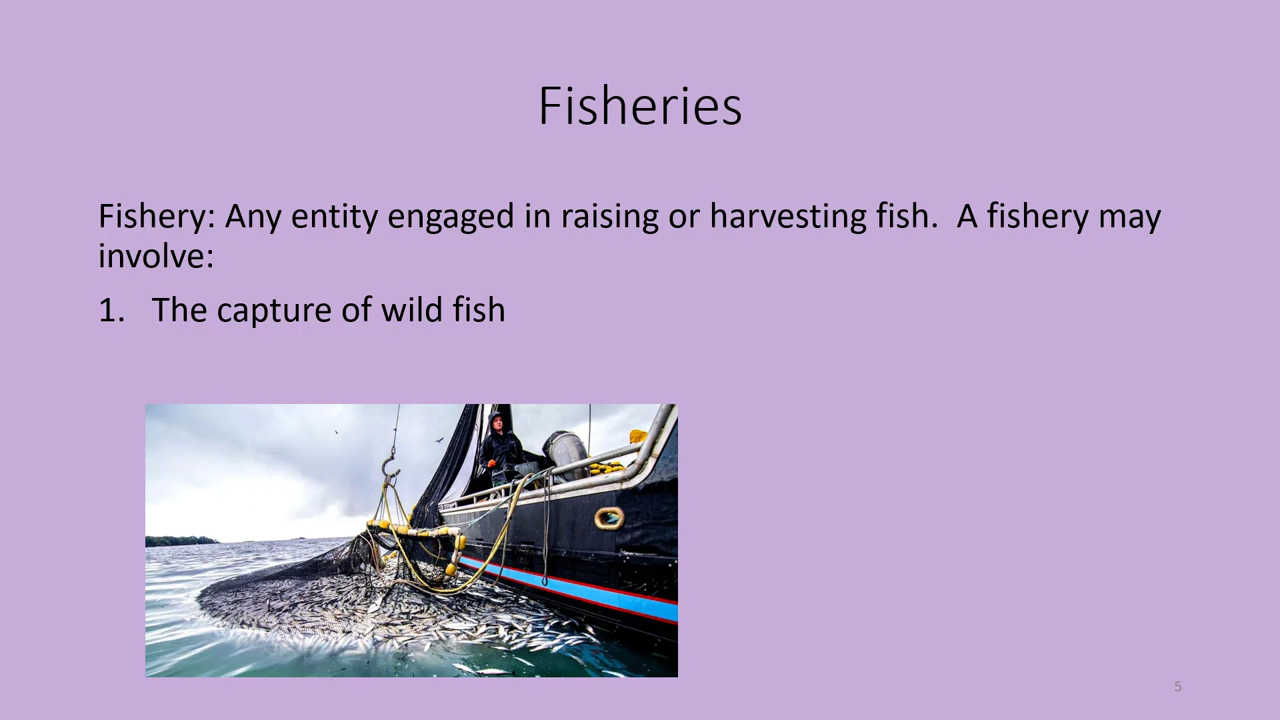 Fisheries
Fishery: Any entity engaged in raising or harvesting fish.  A fishery may
involve:
1. The capture of wild fish
5